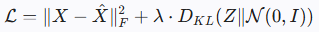 ℒ = ‖X − X̂‖²_F + λ · D_KL(Z‖𝒩(0, I))